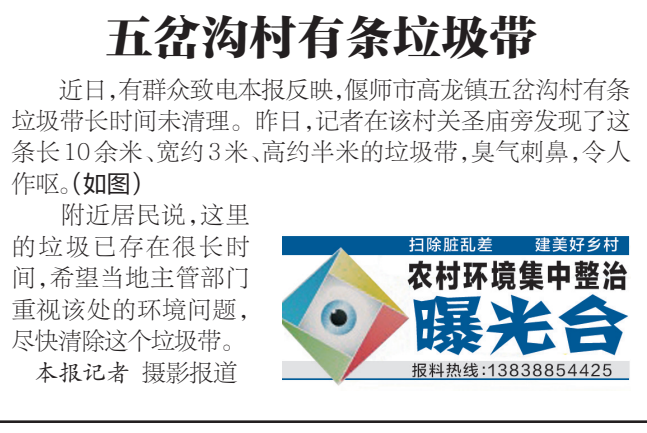 五岔沟村有条垃圾带
近日,有群众致电本报反映,偃师市高龙镇五岔沟村有条
垃圾带长时间未清理。昨日,记者在该村关圣庙旁发现了这
条长10余米、宽约3米、高约半米的垃圾带,臭气刺鼻,令人
作呕。(如图)
附近居民说,这里
的垃圾已存在很长时
间,希望当地主管部门
重视该处的环境问题,
尽快清除这个垃圾带。
本报记者 摄影报道
扫除脏乱差 建美好乡村
农村环境集中整治
曝光台
报料热线:13838854425